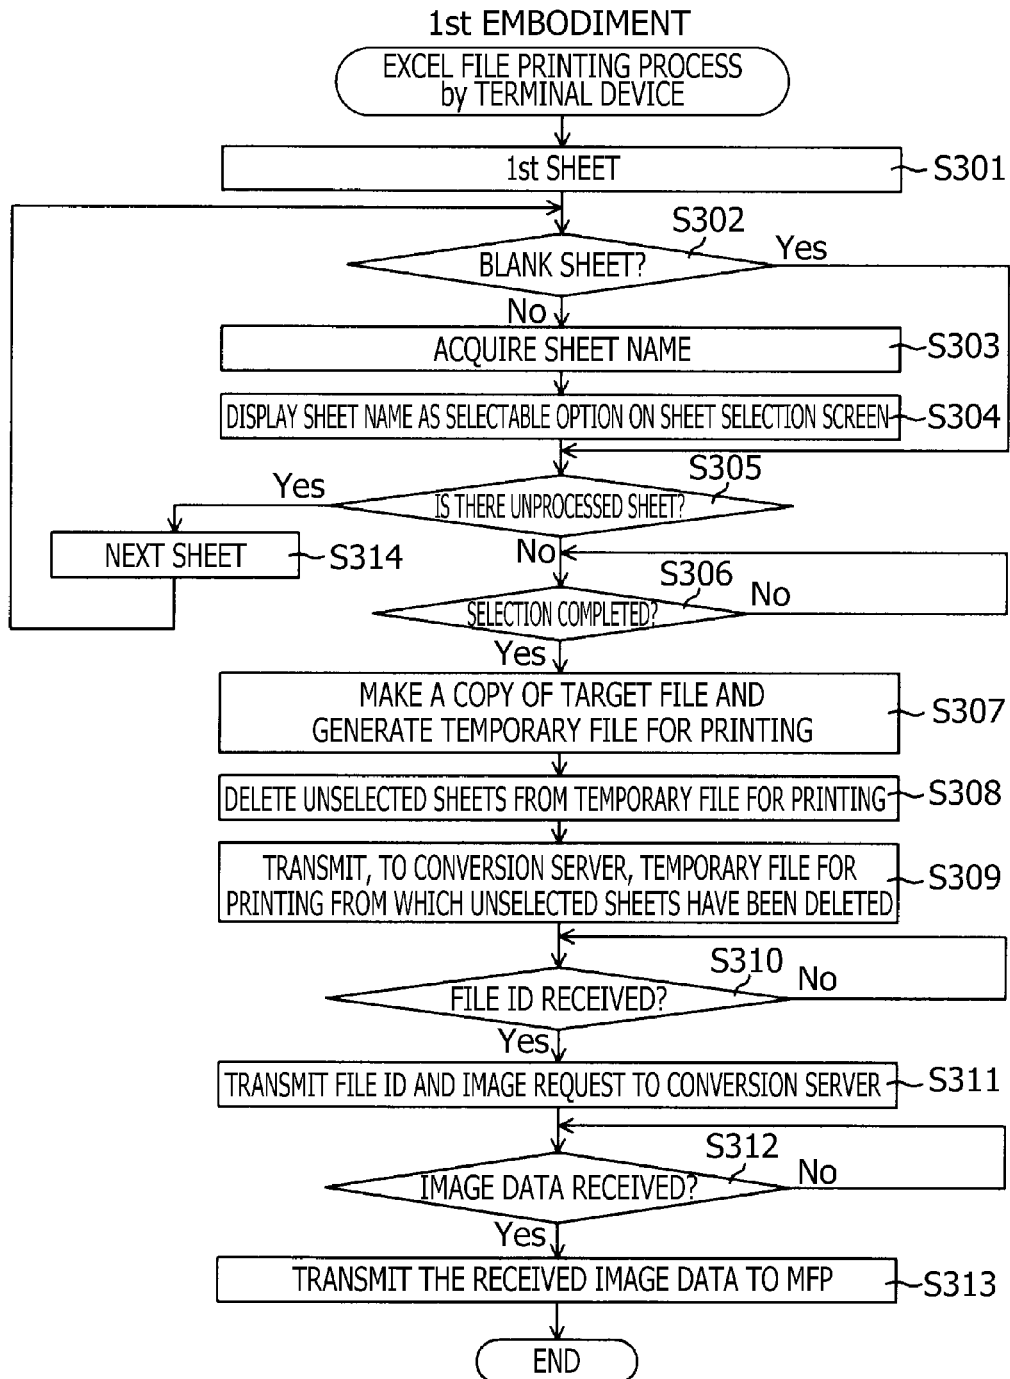 1st EMBODIMENT
EXCEL FILE PRINTING PROCESS
by TERMINAL DEVICE
1st SHEET
S301
S302
BLANK SHEET?
Yes
No
ACQUIRE SHEET NAME
S303
DISPLAY SHEET NAME AS SELECTABLE OPTION ON SHEET SELECTION SCREEN
S304
S305
Yes
IS THERE UNPROCESSED SHEET?
No
NEXT SHEET
S314
S306
SELECTION COMPLETED?
No
Yes
MAKE A COPY OF TARGET FILE AND
GENERATE TEMPORARY FILE FOR PRINTING
S307
DELETE UNSELECTED SHEETS FROM TEMPORARY FILE FOR PRINTING
S308
TRANSMIT, TO CONVERSION SERVER, TEMPORARY FILE FOR
PRINTING FROM WHICH UNSELECTED SHEETS HAVE BEEN DELETED
S309
S310
FILE ID RECEIVED?
No
Yes
TRANSMIT FILE ID AND IMAGE REQUEST TO CONVERSION SERVER
S311
S312
IMAGE DATA RECEIVED?
No
Yes
TRANSMIT THE RECEIVED IMAGE DATA TO MFP
S313
END